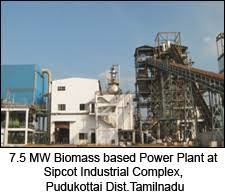 7.5 MW Biomass based Power Plant at
Sipcot Industrial Complex,
Pudukottai Dist.Tamilnadu